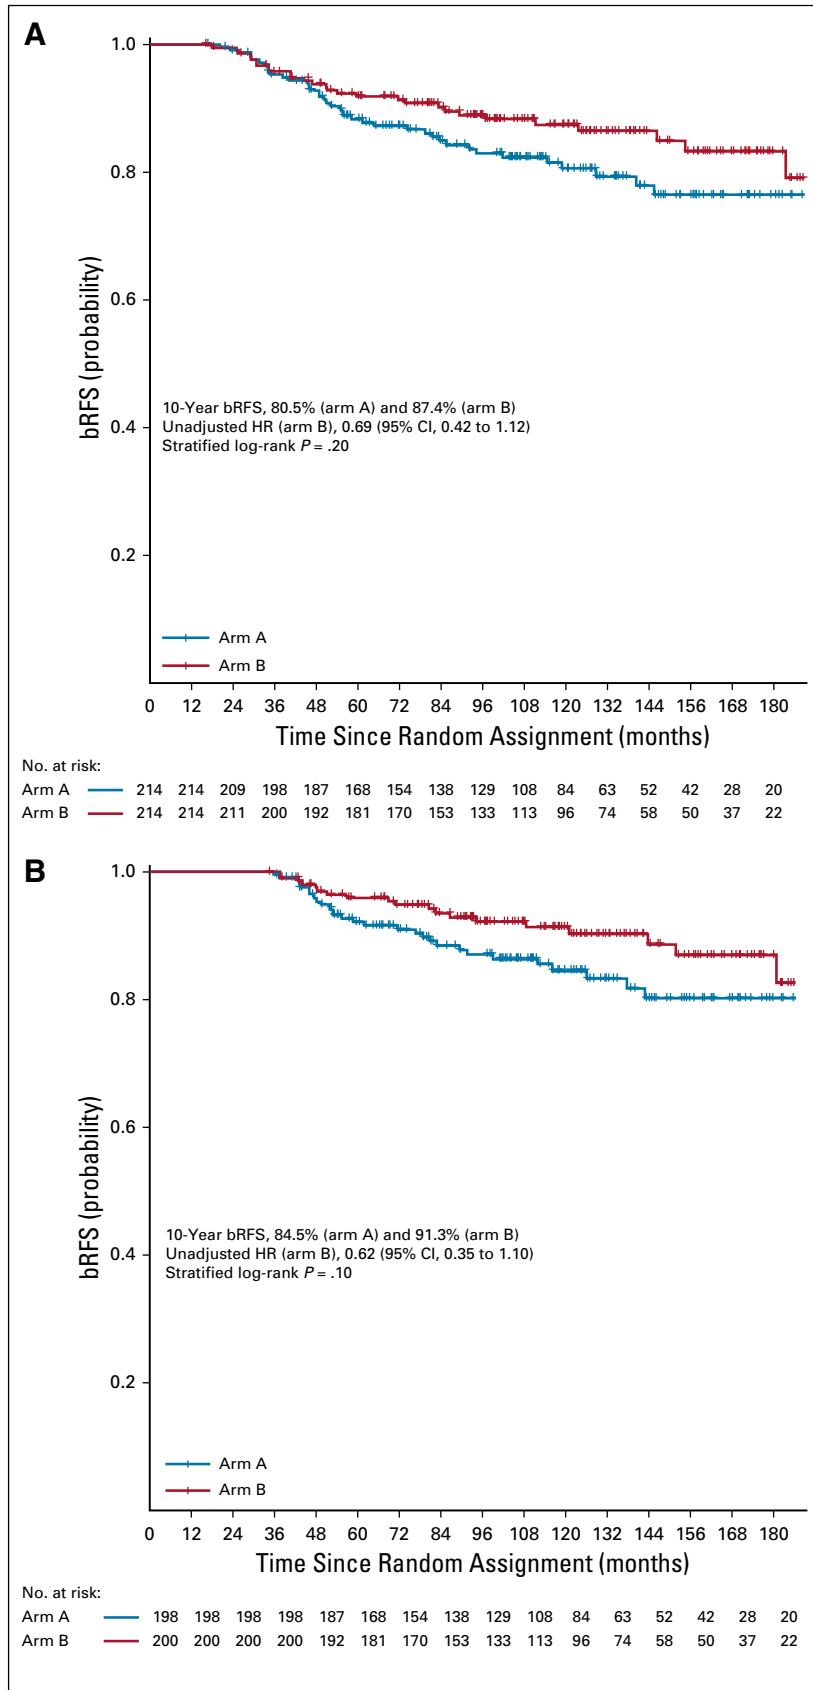 A
1.0
0.8
0.6
0.4
0.2
bRFS (probability)
10-Year bRFS, 80.5% (arm A) and 87.4% (arm B)
Unadjusted HR (arm B), 0.69 (95% CI, 0.42 to 1.12)
Stratified log-rank P = .20
Arm A
Arm B
0 12 24 36 48 60 72 84 96 108 120 132 144 156 168 180
Time Since Random Assignment (months)
No. at risk:
Arm A 214 214 209 198 187 168 154 138 129 108 84 63 52 42 28 20
Arm B 214 214 211 200 192 181 170 153 133 113 96 74 58 50 37 22
B
1.0
0.8
0.6
0.4
0.2
bRFS (probability)
10-Year bRFS, 84.5% (arm A) and 91.3% (arm B)
Unadjusted HR (arm B), 0.62 (95% CI, 0.35 to 1.10)
Stratified log-rank P = .10
Arm A
Arm B
0 12 24 36 48 60 72 84 96 108 120 132 144 156 168 180
Time Since Random Assignment (months)
No. at risk:
Arm A 198 198 198 198 187 168 154 138 129 108 84 63 52 42 28 20
Arm B 200 200 200 200 192 181 170 153 133 113 96 74 58 50 37 22